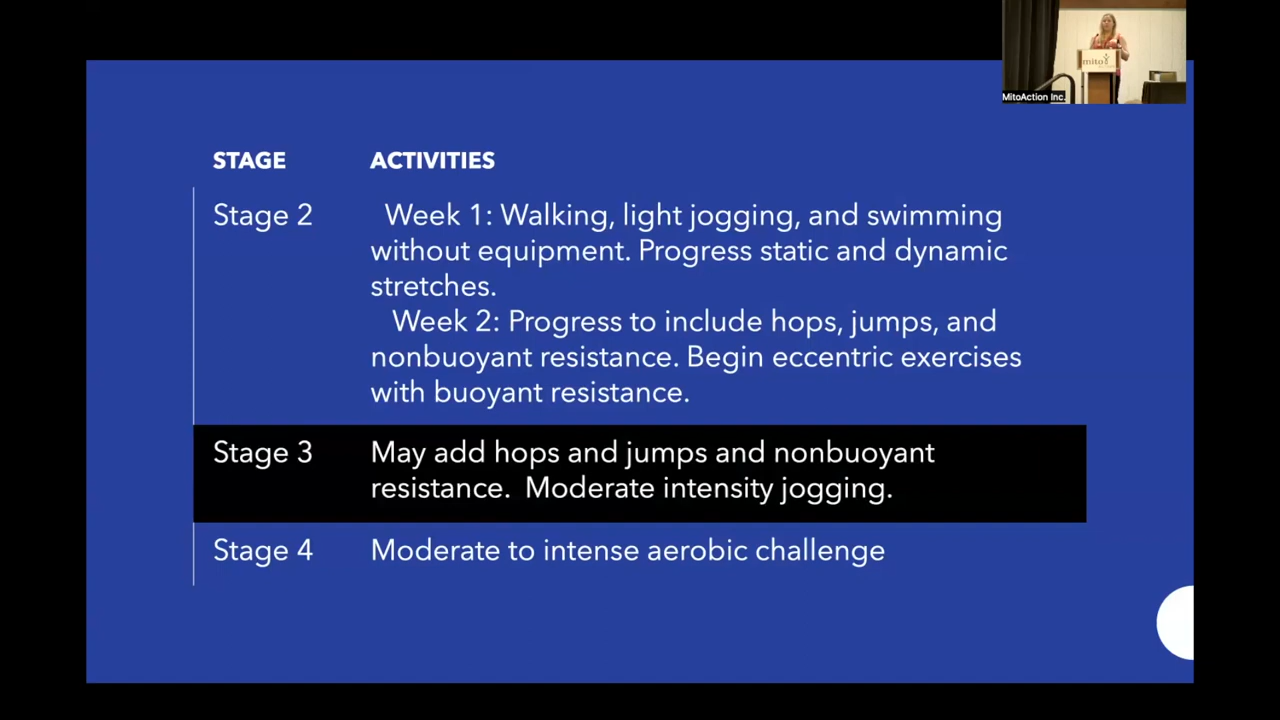 mito
MitoAction Inc.
STAGE ACTIVITIES
Stage 2 Week 1: Walking, light jogging, and swimming
without equipment. Progress static and dynamic
stretches.
Week 2: Progress to include hops, jumps, and
nonbuoyant resistance. Begin eccentric exercises
with buoyant resistance.
Stage 3 May add hops and jumps and nonbuoyant
resistance. Moderate intensity jogging.
Stage 4 Moderate to intense aerobic challenge